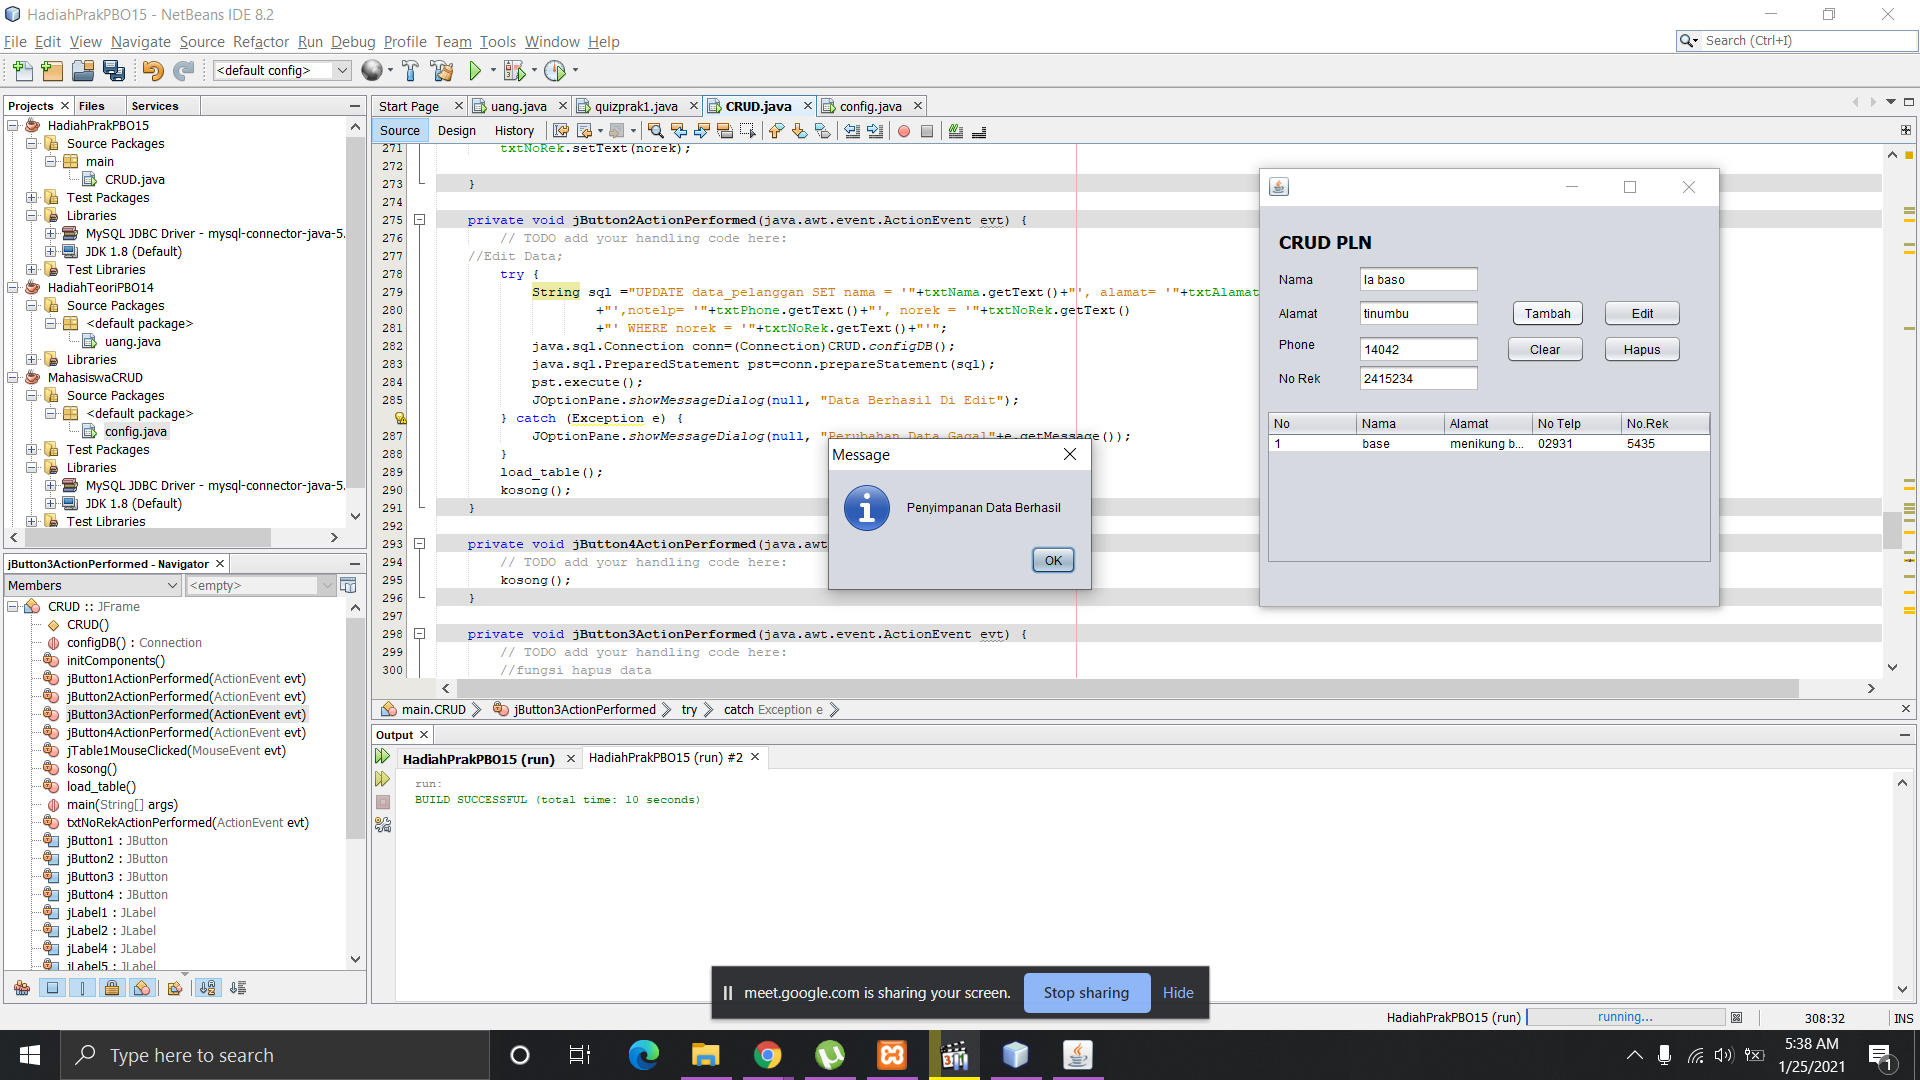 HadiahPrakPBO15 - NetBeans IDE 8.2
File Edit View Navigate Source Refactor Run Debug Profile Team Tools Window Help
Search (Ctrl+I)
<default config>
Projects Files Services
HadiahPrakPBO15
Source Packages
main
CRUD.java
Test Packages
Libraries
MySQL JDBC Driver - mysql-connector-java-5.
JDK 1.8 (Default)
Test Libraries
HadiahTeoriPBO14
Source Packages
<default package>
uang.java
Libraries
MahasiswaCRUD
Source Packages
<default package>
config.java
Test Packages
Libraries
MySQL JDBC Driver - mysql-connector-java-5.
JDK 1.8 (Default)
Test Libraries
jButton3ActionPerformed - Navigator
Members <empty>
CRUD :: JFrame
CRUD()
configDB() : Connection
initComponents()
jButton1ActionPerformed(ActionEvent evt)
jButton2ActionPerformed(ActionEvent evt)
jButton3ActionPerformed(ActionEvent evt)
jButton4ActionPerformed(ActionEvent evt)
jTable1MouseClicked(MouseEvent evt)
kosong()
load_table()
main(String[] args)
txtNoRekActionPerformed(ActionEvent evt)
jButton1 : JButton
jButton2 : JButton
jButton3 : JButton
jButton4 : JButton
jLabel1 : JLabel
jLabel2 : JLabel
jLabel4 : JLabel
jLabel5 : JLabel
Start Page uang.java quizprak1.java CRUD.java config.java
Source Design History
271 txtNoRek.setText(norek);
272
273 }
274
275 private void jButton2ActionPerformed(java.awt.event.ActionEvent evt) {
276 // TODO add your handling code here:
277 //Edit Data;
278 try {
279 String sql ="UPDATE data_pelanggan SET nama = '"+txtNama.getText()+"', alamat= '"+txtAlamat
280 +"',notelp= '"+txtPhone.getText()+"', norek = '"+txtNoRek.getText()
281 +"' WHERE norek = '"+txtNoRek.getText()+"'";
282 java.sql.Connection conn=(Connection)CRUD.configDB();
283 java.sql.PreparedStatement pst=conn.prepareStatement(sql);
284 pst.execute();
285 JOptionPane.showMessageDialog(null, "Data Berhasil Di Edit");
} catch (Exception e) {
287 JOptionPane.showMessageDialog(null, "Perubahan Data Gagal"+e.getMessage());
288 }
289 load_table();
290 kosong();
291 }
292
293 private void jButton4ActionPerformed(java.awt
294 // TODO add your handling code here:
295 kosong();
296 }
297
298 private void jButton3ActionPerformed(java.awt.event.ActionEvent evt) {
299 // TODO add your handling code here:
300 //fungsi hapus data
main.CRUD jButton3ActionPerformed try catch Exception e
Message
Penyimpanan Data Berhasil
OK
CRUD PLN
Nama la baso
Alamat tinumbu Tambah Edit
Phone 14042 Clear Hapus
No Rek 2415234
No Nama Alamat No Telp No.Rek
1 base menikung b... 02931 5435
Output
HadiahPrakPBO15 (run) HadiahPrakPBO15 (run) #2
run:
BUILD SUCCESSFUL (total time: 10 seconds)
meet.google.com is sharing your screen. Stop sharing Hide
HadiahPrakPBO15 (run) running... 308:32 INS
Type here to search
5:38 AM
1/25/2021
1